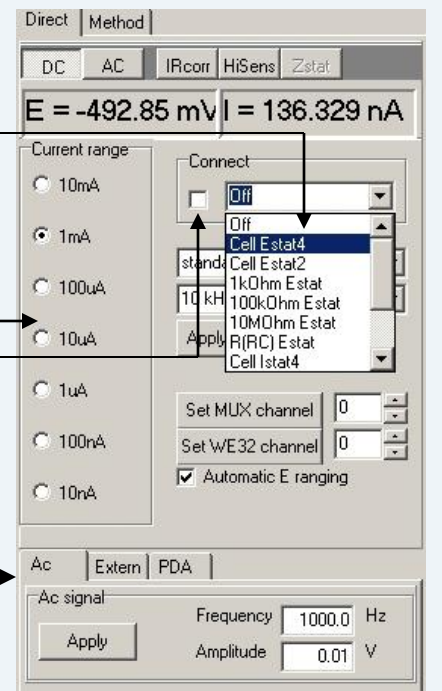 Direct Method
DC AC IRcorr HiSens Zstat
E = -492.85 mV I = 136.329 nA
Current range
10mA
1mA
100uA
10uA
1uA
100nA
10nA
Connect
Off
Off
Cell Estat4
Cell Estat2
1kOhm Estat
100kOhm Estat
10MOhm Estat
R(RC) Estat
Cell Istat4
standa
10 kH
Apply
Set MUX channel 0
Set WE32 channel 0
Automatic E ranging
Ac Extern PDA
Ac signal
Apply
Frequency 1000.0 Hz
Amplitude 0.01 V